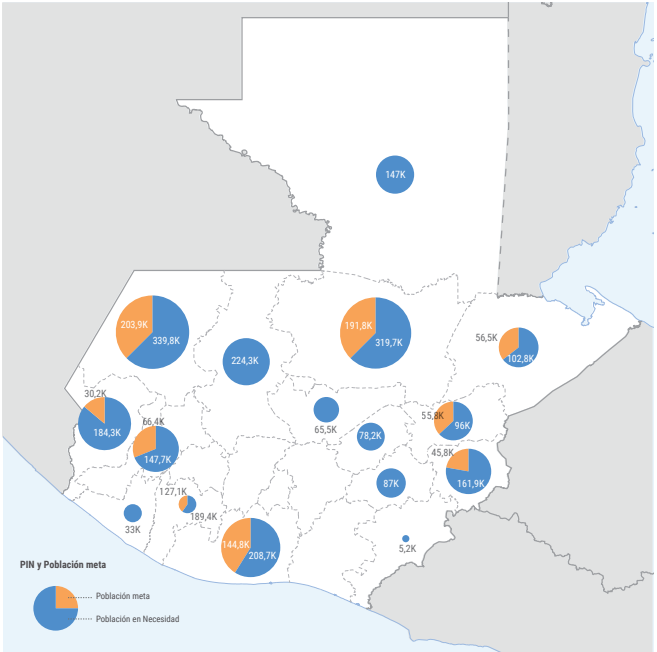 147K
203,9K
339,8K
191,8K
319,7K
56,5K
102,8K
224,3K
30,2K
184,3K
66,4K
147,7K
65,5K
78,2K
55,8K
96K
45,8K
161,9K
87K
127,1K
189,4K
33K
144,8K
208,7K
5,2K
PIN y Población meta
Población meta
Población en Necesidad